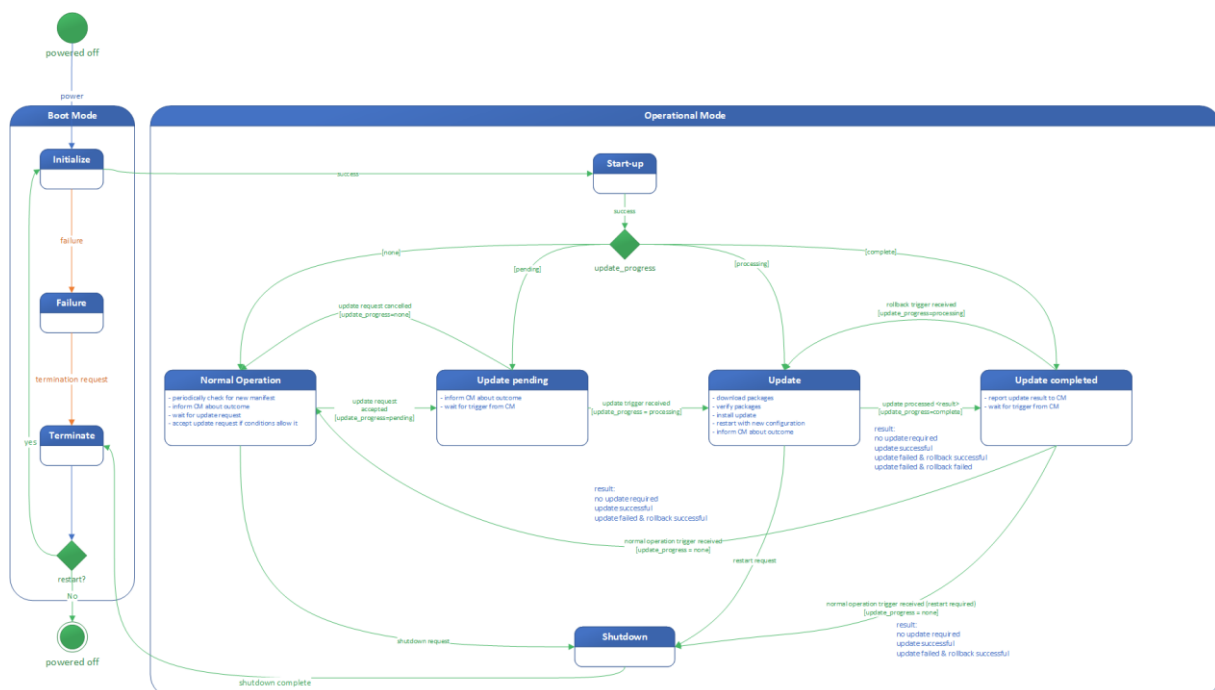 powered off
power
Boot Mode
Operational Mode
Initialize
Start-up
success
success
failure
[none]
[pending]
[processing]
[complete]
update_progress
Failure
update request cancelled
[update_progress=none]
rollback trigger received
[update_progress=processing]
termination request
Normal Operation
- periodically check for new manifest
- inform CM about outcome
- wait for update request
- accept update request if conditions allow it
update request
accepted
[update_progress=pending]
Update pending
- inform CM about outcome
- wait for trigger from CM
update trigger received
[update_progress = processing]
Update
- download packages
- verify packages
- install update
- restart with new configuration
- inform CM about outcome
update processed <result>
[update_progress=complete]
Update completed
- report update result to CM
- wait for trigger from CM
result:
no update required
update successful
update failed & rollback successful
update failed & rollback failed
Terminate
yes
result:
no update required
update successful
update failed & rollback successful
normal operation trigger received
[update_progress = none]
restart request
restart?
No
normal operation trigger received (restart required)
[update_progress = none]
result:
no update required
update successful
update failed & rollback successful
shutdown request
Shutdown
powered off
shutdown complete